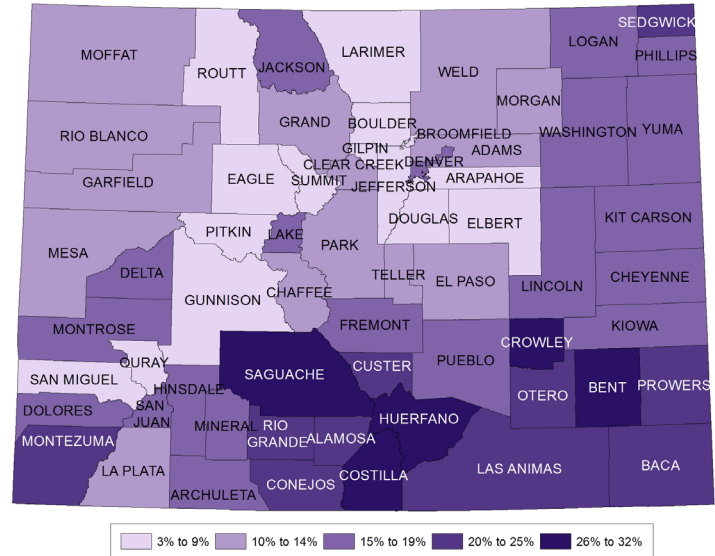 SEDGWICK
LARIMER
LOGAN
MOFFAT
PHILLIPS
JACKSON
ROUTT
WELD
MORGAN
GRAND
BOULDER
RIO BLANCO
BROOMFIELD
WASHINGTON
YUMA
GILPIN
ADAMS
CLEAR CREEK
DENVER
GARFIELD
EAGLE
SUMMIT
JEFFERSON
ARAPAHOE
DOUGLAS
ELBERT
KIT CARSON
PITKIN
LAKE
PARK
MESA
DELTA
TELLER
EL PASO
CHEYENNE
LINCOLN
CHAFFEE
GUNNISON
FREMONT
KIOWA
MONTROSE
CROWLEY
OURAY
PUEBLO
CUSTER
SAGUACHE
SAN MIGUEL
HINSDALE
BENT
PROWERS
OTERO
DOLORES
SAN
JUAN
HUERFANO
MINERAL
RIO
GRANDE
ALAMOSA
MONTEZUMA
LA PLATA
COSTILLA
LAS ANIMAS
BACA
CONEJOS
ARCHULETA
3% to 9%
10% to 14%
15% to 19%
20% to 25%
26% to 32%